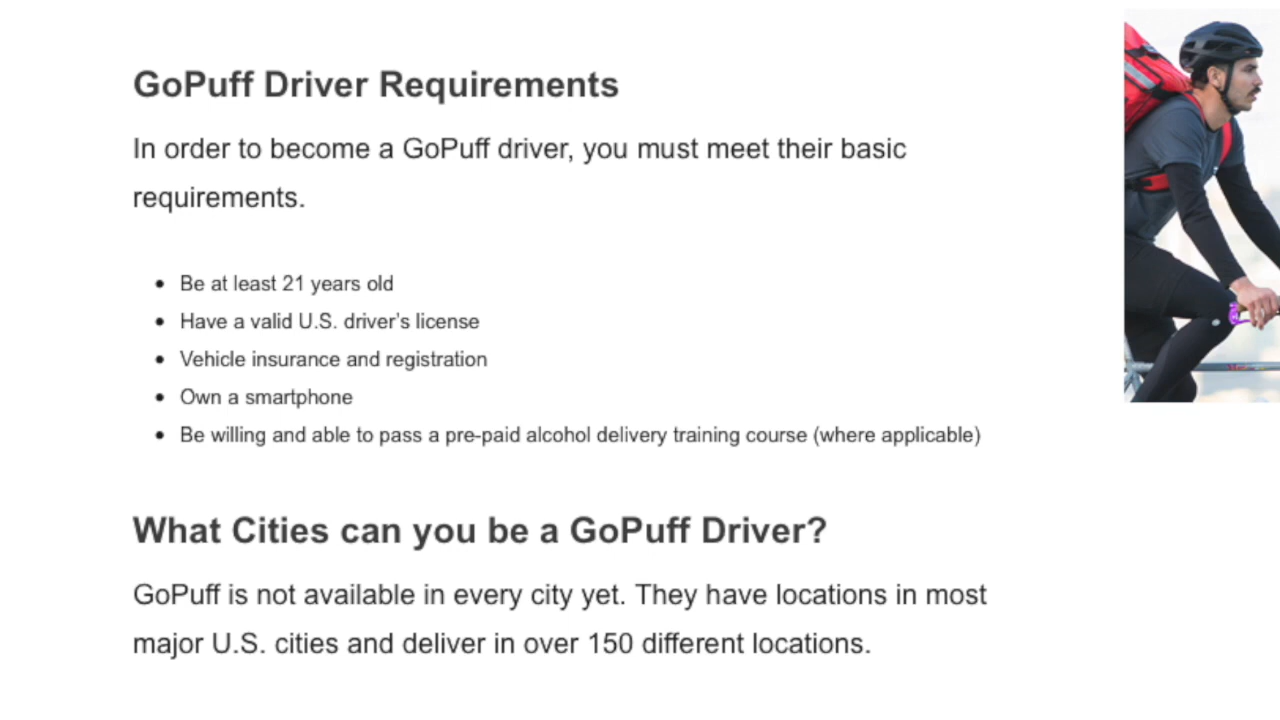 GoPuff Driver Requirements
In order to become a GoPuff driver, you must meet their basic
requirements.
• Be at least 21 years old
• Have a valid U.S. driver’s license
• Vehicle insurance and registration
• Own a smartphone
• Be willing and able to pass a pre-paid alcohol delivery training course (where applicable)
What Cities can you be a GoPuff Driver?
GoPuff is not available in every city yet. They have locations in most
major U.S. cities and deliver in over 150 different locations.